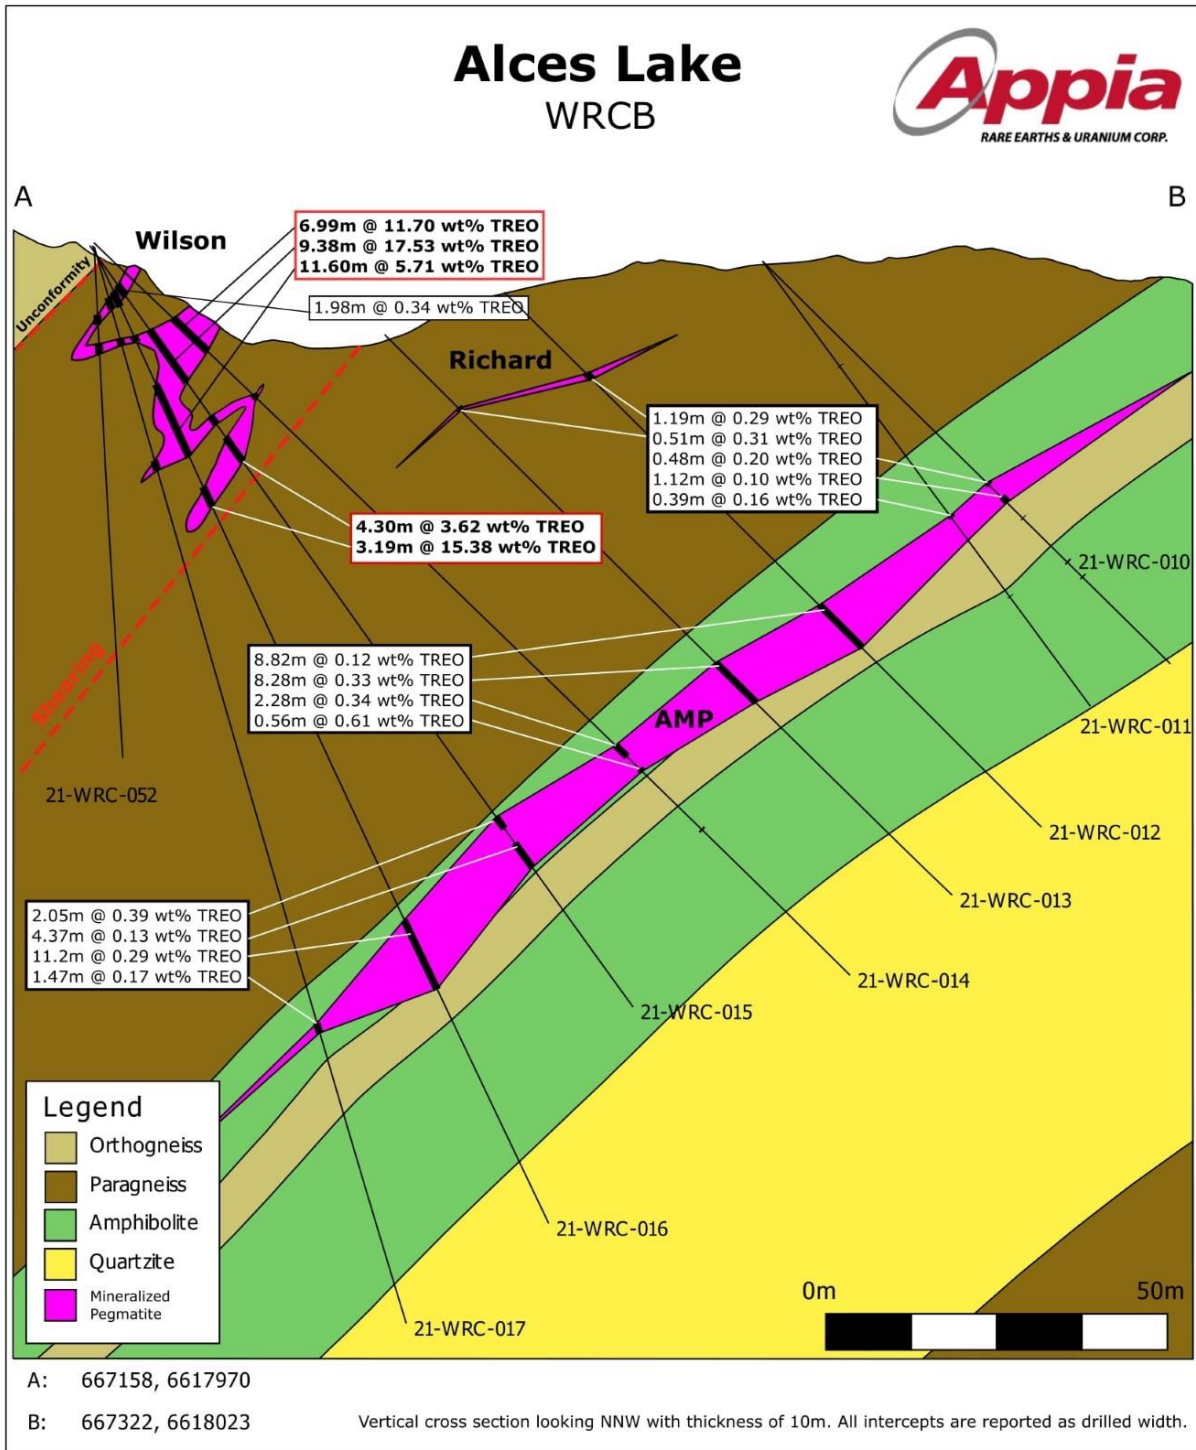 Alces Lake
WRCB
Appia
RARE EARTHS & URANIUM CORP.
A
B
Wilson
6.99m @ 11.70 wt% TREO
9.38m @ 17.53 wt% TREO
11.60m @ 5.71 wt% TREO
Unconformity
1.98m @ 0.34 wt% TREO
Richard
1.19m @ 0.29 wt% TREO
0.51m @ 0.31 wt% TREO
0.48m @ 0.20 wt% TREO
1.12m @ 0.10 wt% TREO
0.39m @ 0.16 wt% TREO
4.30m @ 3.62 wt% TREO
3.19m @ 15.38 wt% TREO
21-WRC-010
Shearing
8.82m @ 0.12 wt% TREO
8.28m @ 0.33 wt% TREO
2.28m @ 0.34 wt% TREO
0.56m @ 0.61 wt% TREO
AMP
21-WRC-011
21-WRC-052
21-WRC-012
21-WRC-013
2.05m @ 0.39 wt% TREO
4.37m @ 0.13 wt% TREO
11.2m @ 0.29 wt% TREO
1.47m @ 0.17 wt% TREO
21-WRC-014
21-WRC-015
21-WRC-016
21-WRC-017
Legend
Orthogneiss
Paragneiss
Amphibolite
Quartzite
Mineralized
Pegmatite
0m
50m
A: 667158, 6617970
B: 667322, 6618023
Vertical cross section looking NNW with thickness of 10m. All intercepts are reported as drilled width.